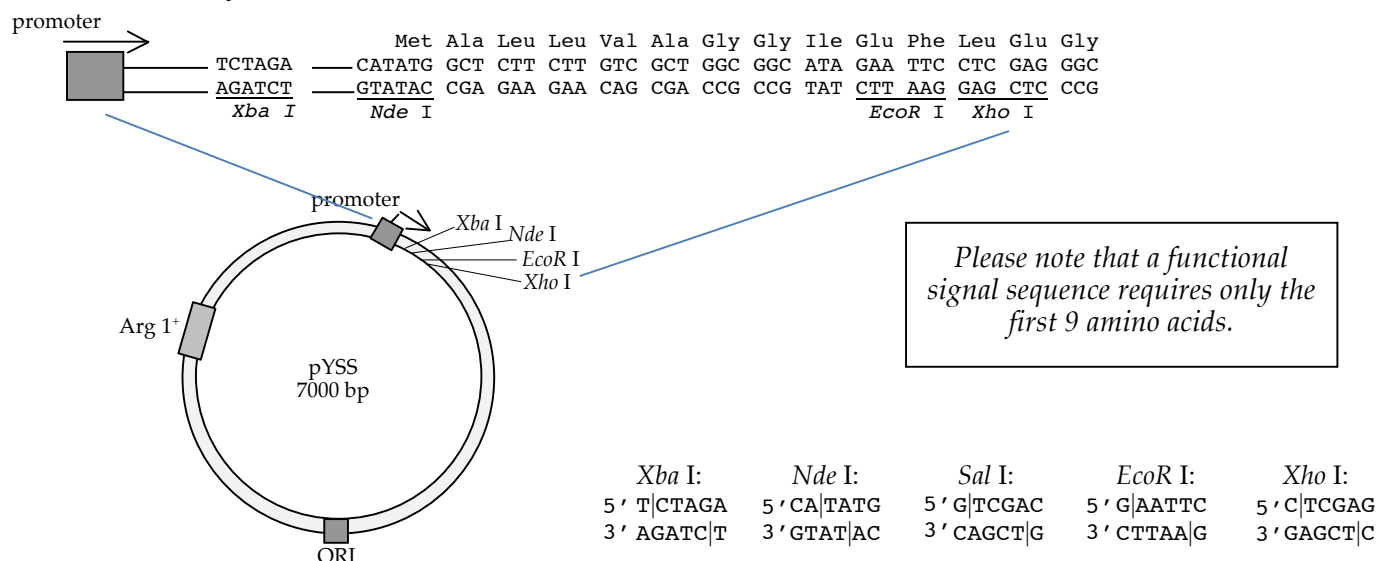 promoter
Met Ala Leu Leu Val Ala Gly Gly Ile Glu Phe Leu Glu Gly
TCTAGA CATATG GCT CTT CTT GTC GCT GGC GGC ATA GAA TTC CTC GAG GGC
AGATCT GTATAC CGA GAA GAA CAG CGA CCG CCG TAT CTT AAG GAG CTC CCG
Xba I Nde I EcoR I Xho I
promoter
Xba I
Nde I
EcoR I
Xho I
Arg 1+
pYSS
7000 bp
ORI
Please note that a functional
signal sequence requires only the
first 9 amino acids.
Xba I: Nde I: Sal I: EcoR I: Xho I:
5' T|CTAGA 5'CA|TATG 5'G|TCGAC 5'G|AATTC 5'C|TCGAG
3' AGATC|T 3'GTAT|AC 3'CAGCT|G 3'CTTAA|G 3'GAGCT|C